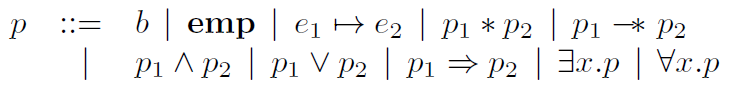 p ::= b | emp | e₁ ↦ e₂ | p₁ ∗ p₂ | p₁ −∗ p₂
| p₁ ∧ p₂ | p₁ ∨ p₂ | p₁ ⇒ p₂ | ∃x.p | ∀x.p